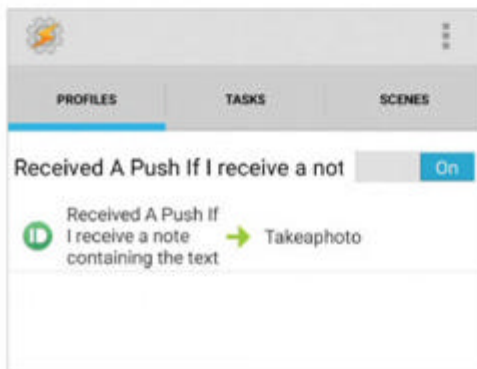 PROFILES TASKS SCENES
Received A Push If I receive a not On
Received A Push If
I receive a note
containing the text
Takeaphoto